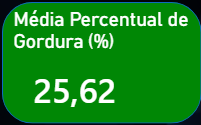 Média Percentual de
Gordura (%)
25,62